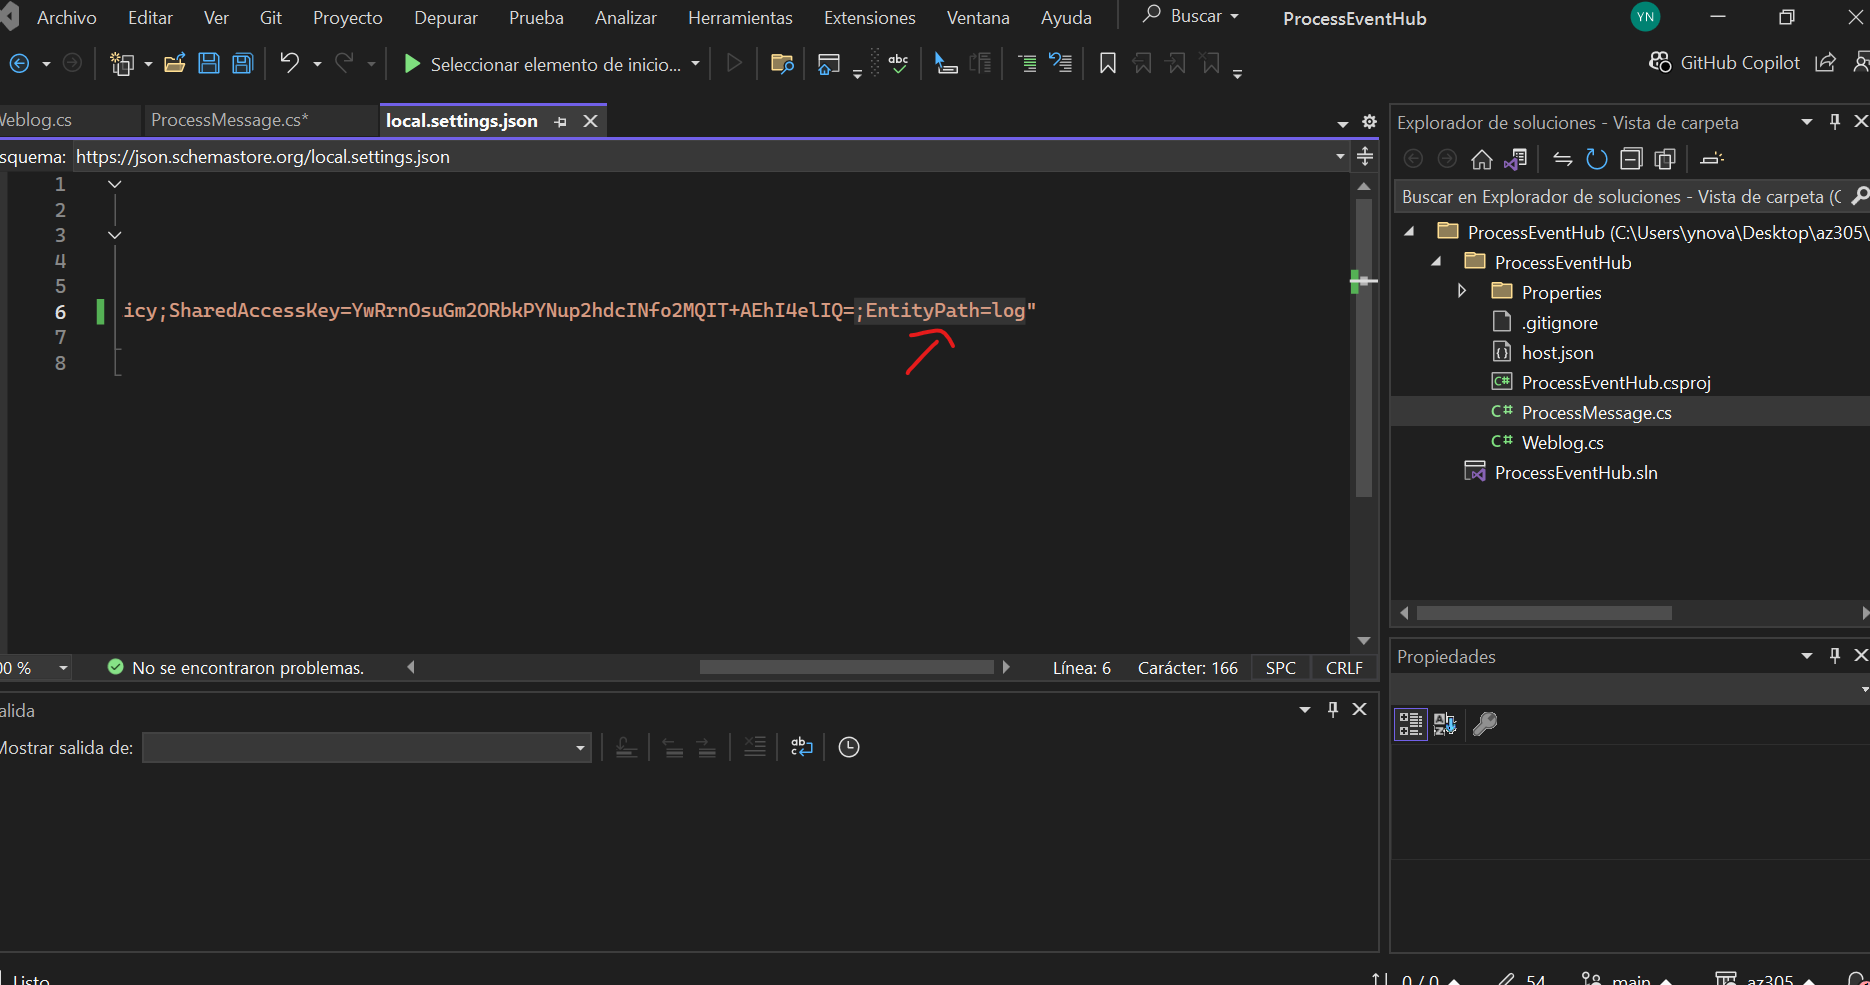 Archivo Editar Ver Git Proyecto Depurar Prueba Analizar Herramientas Extensiones Ventana Ayuda Buscar ProcessEventHub YN
Seleccionar elemento de inicio... GitHub Copilot
Weblog.cs ProcessMessage.cs* local.settings.json
squema: https://json.schemastore.org/local.settings.json
1
2
3
4
5
6 icy;SharedAccessKey=YwRrnOsuGm2ORbkPYNup2hdcINfo2MQIT+AEhI4elIQ=;EntityPath=log"
7
8
00 % No se encontraron problemas. Línea: 6 Carácter: 166 SPC CRLF
alida
Mostrar salida de:
Explorador de soluciones - Vista de carpeta
Buscar en Explorador de soluciones - Vista de carpeta (
ProcessEventHub (C:\Users\ynova\Desktop\az305\
ProcessEventHub
Properties
.gitignore
host.json
ProcessEventHub.csproj
ProcessMessage.cs
Weblog.cs
ProcessEventHub.sln
Propiedades
Listo 0 / 0 54 main az305